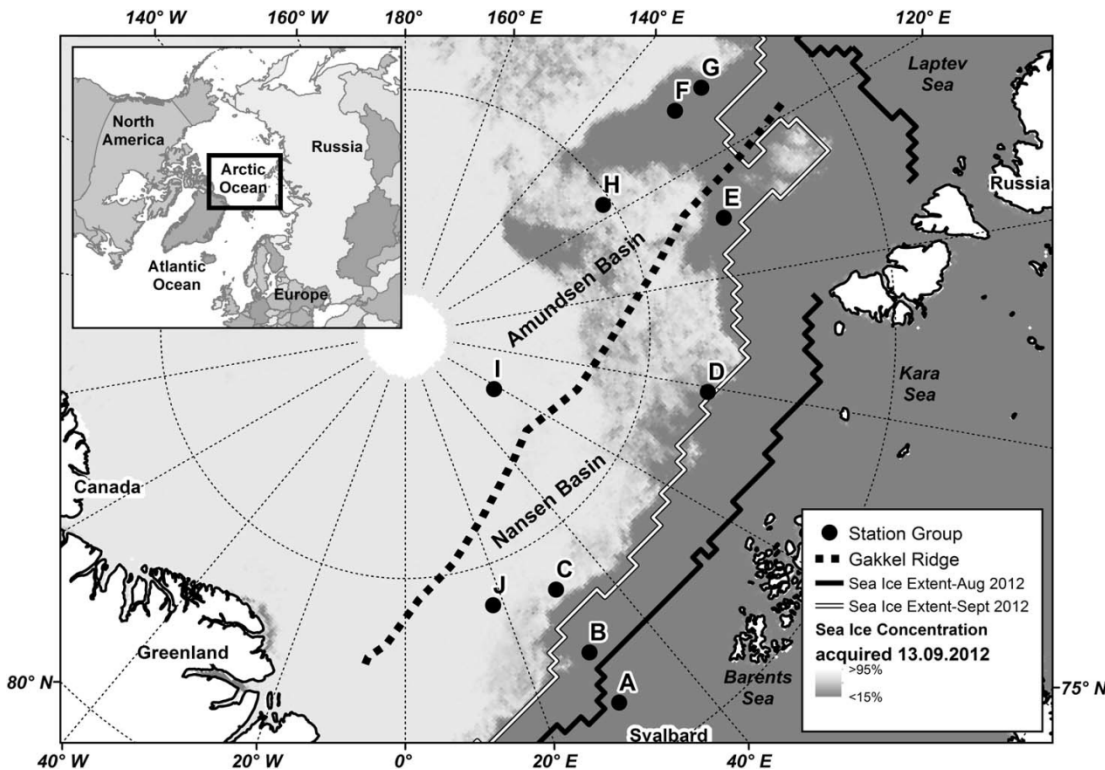 140° W
160° W
180°
160° E
140° E
120° E
North
America
Russia
Arctic
Ocean
Atlantic
Ocean
Europe
Laptev
Sea
G
F
Russia
H
E
Amundsen Basin
I
D
Kara
Sea
Canada
Nansen Basin
C
J
B
A
Greenland
Barents
Sea
Svalbard
Station Group
Gakkel Ridge
Sea Ice Extent-Aug 2012
Sea Ice Extent-Sept 2012
Sea Ice Concentration
acquired 13.09.2012
>95%
<15%
80° N
75° N
40° W
20° W
0°
20° E
40° E